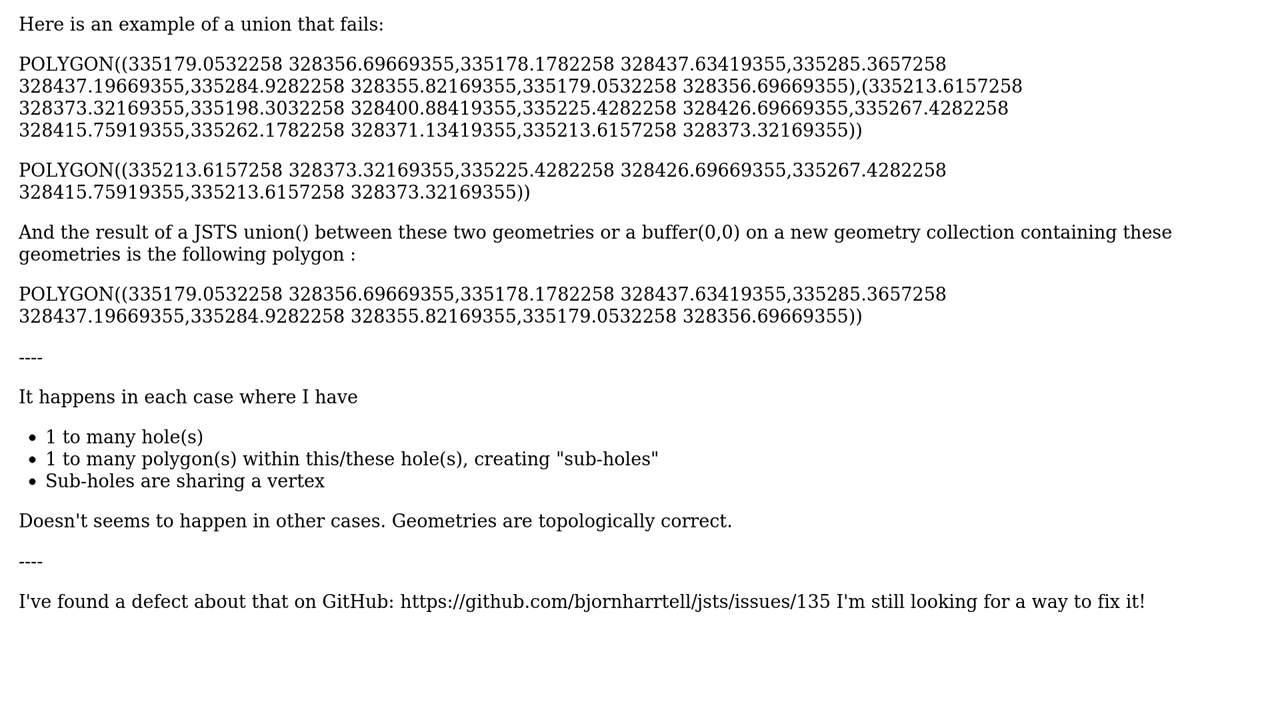 Here is an example of a union that fails:
POLYGON((335179.0532258 328356.69669355,335178.1782258 328437.63419355,335285.3657258
328437.19669355,335284.9282258 328355.82169355,335179.0532258 328356.69669355),(335213.6157258
328373.32169355,335198.3032258 328400.88419355,335225.4282258 328426.69669355,335267.4282258
328415.75919355,335262.1782258 328371.13419355,335213.6157258 328373.32169355))
POLYGON((335213.6157258 328373.32169355,335225.4282258 328426.69669355,335267.4282258
328415.75919355,335213.6157258 328373.32169355))
And the result of a JSTS union() between these two geometries or a buffer(0,0) on a new geometry collection containing these
geometries is the following polygon :
POLYGON((335179.0532258 328356.69669355,335178.1782258 328437.63419355,335285.3657258
328437.19669355,335284.9282258 328355.82169355,335179.0532258 328356.69669355))
----
It happens in each case where I have
• 1 to many hole(s)
• 1 to many polygon(s) within this/these hole(s), creating "sub-holes"
• Sub-holes are sharing a vertex
Doesn't seems to happen in other cases. Geometries are topologically correct.
----
I've found a defect about that on GitHub: https://github.com/bjornharrtell/jsts/issues/135 I'm still looking for a way to fix it!